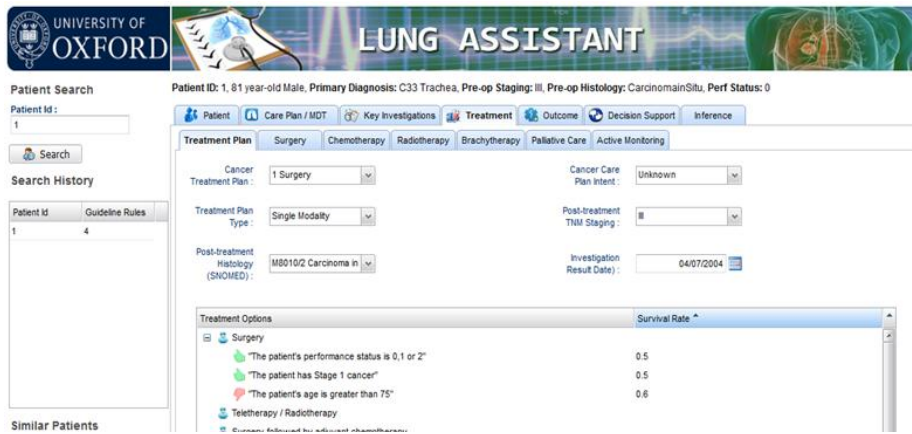 UNIVERSITY OF
OXFORD
LUNG ASSISTANT
Patient Search
Patient Id :
1
Search
Search History
Patient Id Guideline Rules
1 4
Similar Patients
Patient ID: 1, 81 year-old Male, Primary Diagnosis: C33 Trachea, Pre-op Staging: III, Pre-op Histology: CarcinomainSitu, Perf Status: 0
Patient Care Plan / MDT Key Investigations Treatment Outcome Decision Support Inference
Treatment Plan Surgery Chemotherapy Radiotherapy Brachytherapy Palliative Care Active Monitoring
Cancer
Treatment Plan :
1 Surgery
Cancer Care
Plan Intent :
Unknown
Treatment Plan
Type :
Single Modality
Post-treatment
TNM Staging :
III
Post-treatment
Histology
(SNOMED) :
M8010/2 Carcinoma in
Investigation
Result Date) :
04/07/2004
Treatment Options Survival Rate
Surgery
"The patient's performance status is 0,1 or 2" 0.5
"The patient has Stage 1 cancer" 0.5
"The patient's age is greater than 75" 0.6
Teletherapy / Radiotherapy
Surgery followed by adjuvant chemotherapy